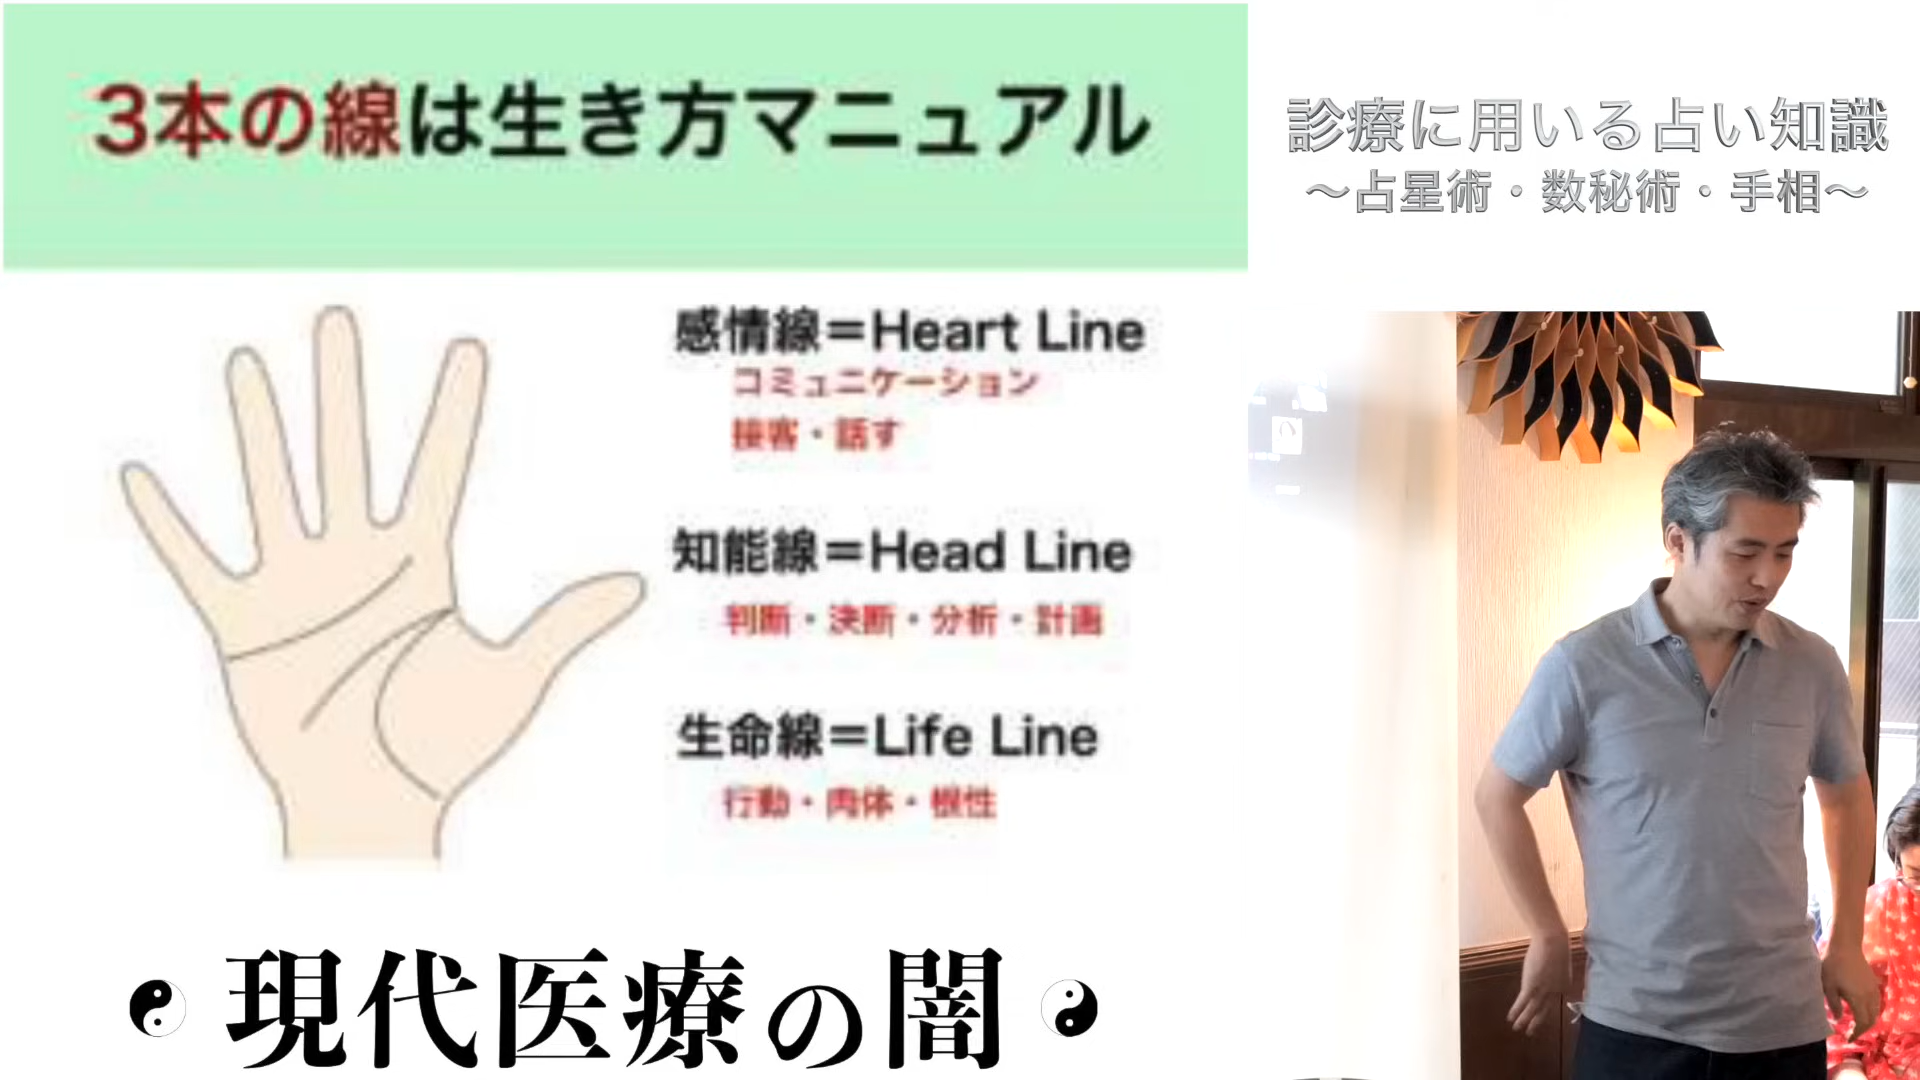 3本の線は生き方マニュアル
診療に用いる占い知識
〜占星術・数秘術・手相〜
感情線＝Heart Line
コミュニケーション
接客・話す
知能線＝Head Line
判断・決断・分析・計画
生命線＝Life Line
行動・肉体・根性
現代医療の闇